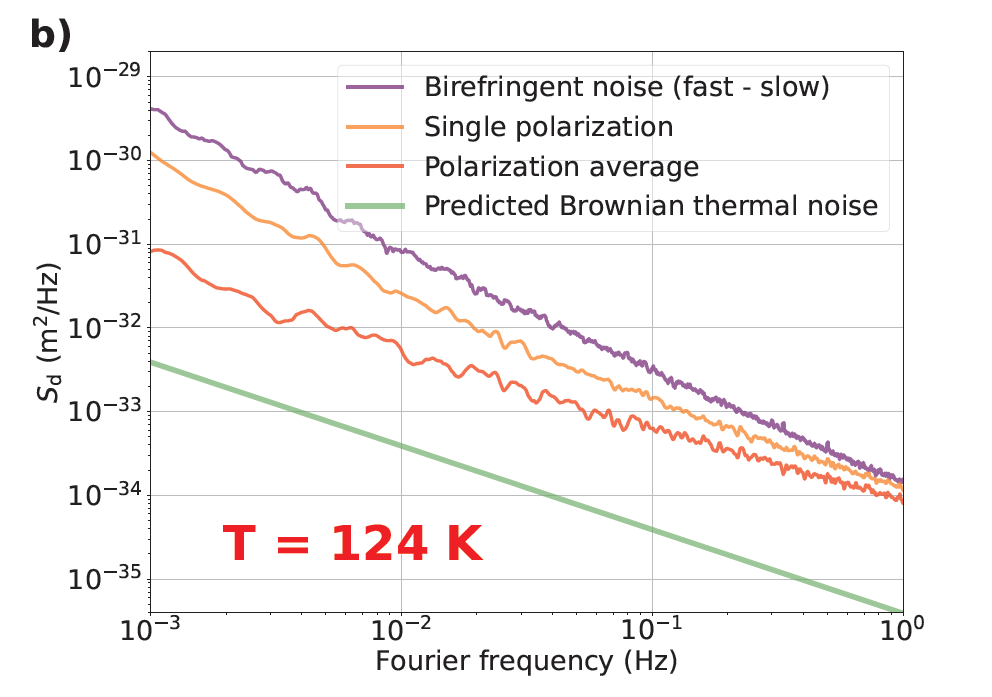 b)
Birefringent noise (fast - slow)
Single polarization
Polarization average
Predicted Brownian thermal noise
10⁻²⁹
10⁻³⁰
10⁻³¹
10⁻³²
10⁻³³
10⁻³⁴
10⁻³⁵
S_d (m²/Hz)
T = 124 K
10⁻³ 10⁻² 10⁻¹ 10⁰
Fourier frequency (Hz)